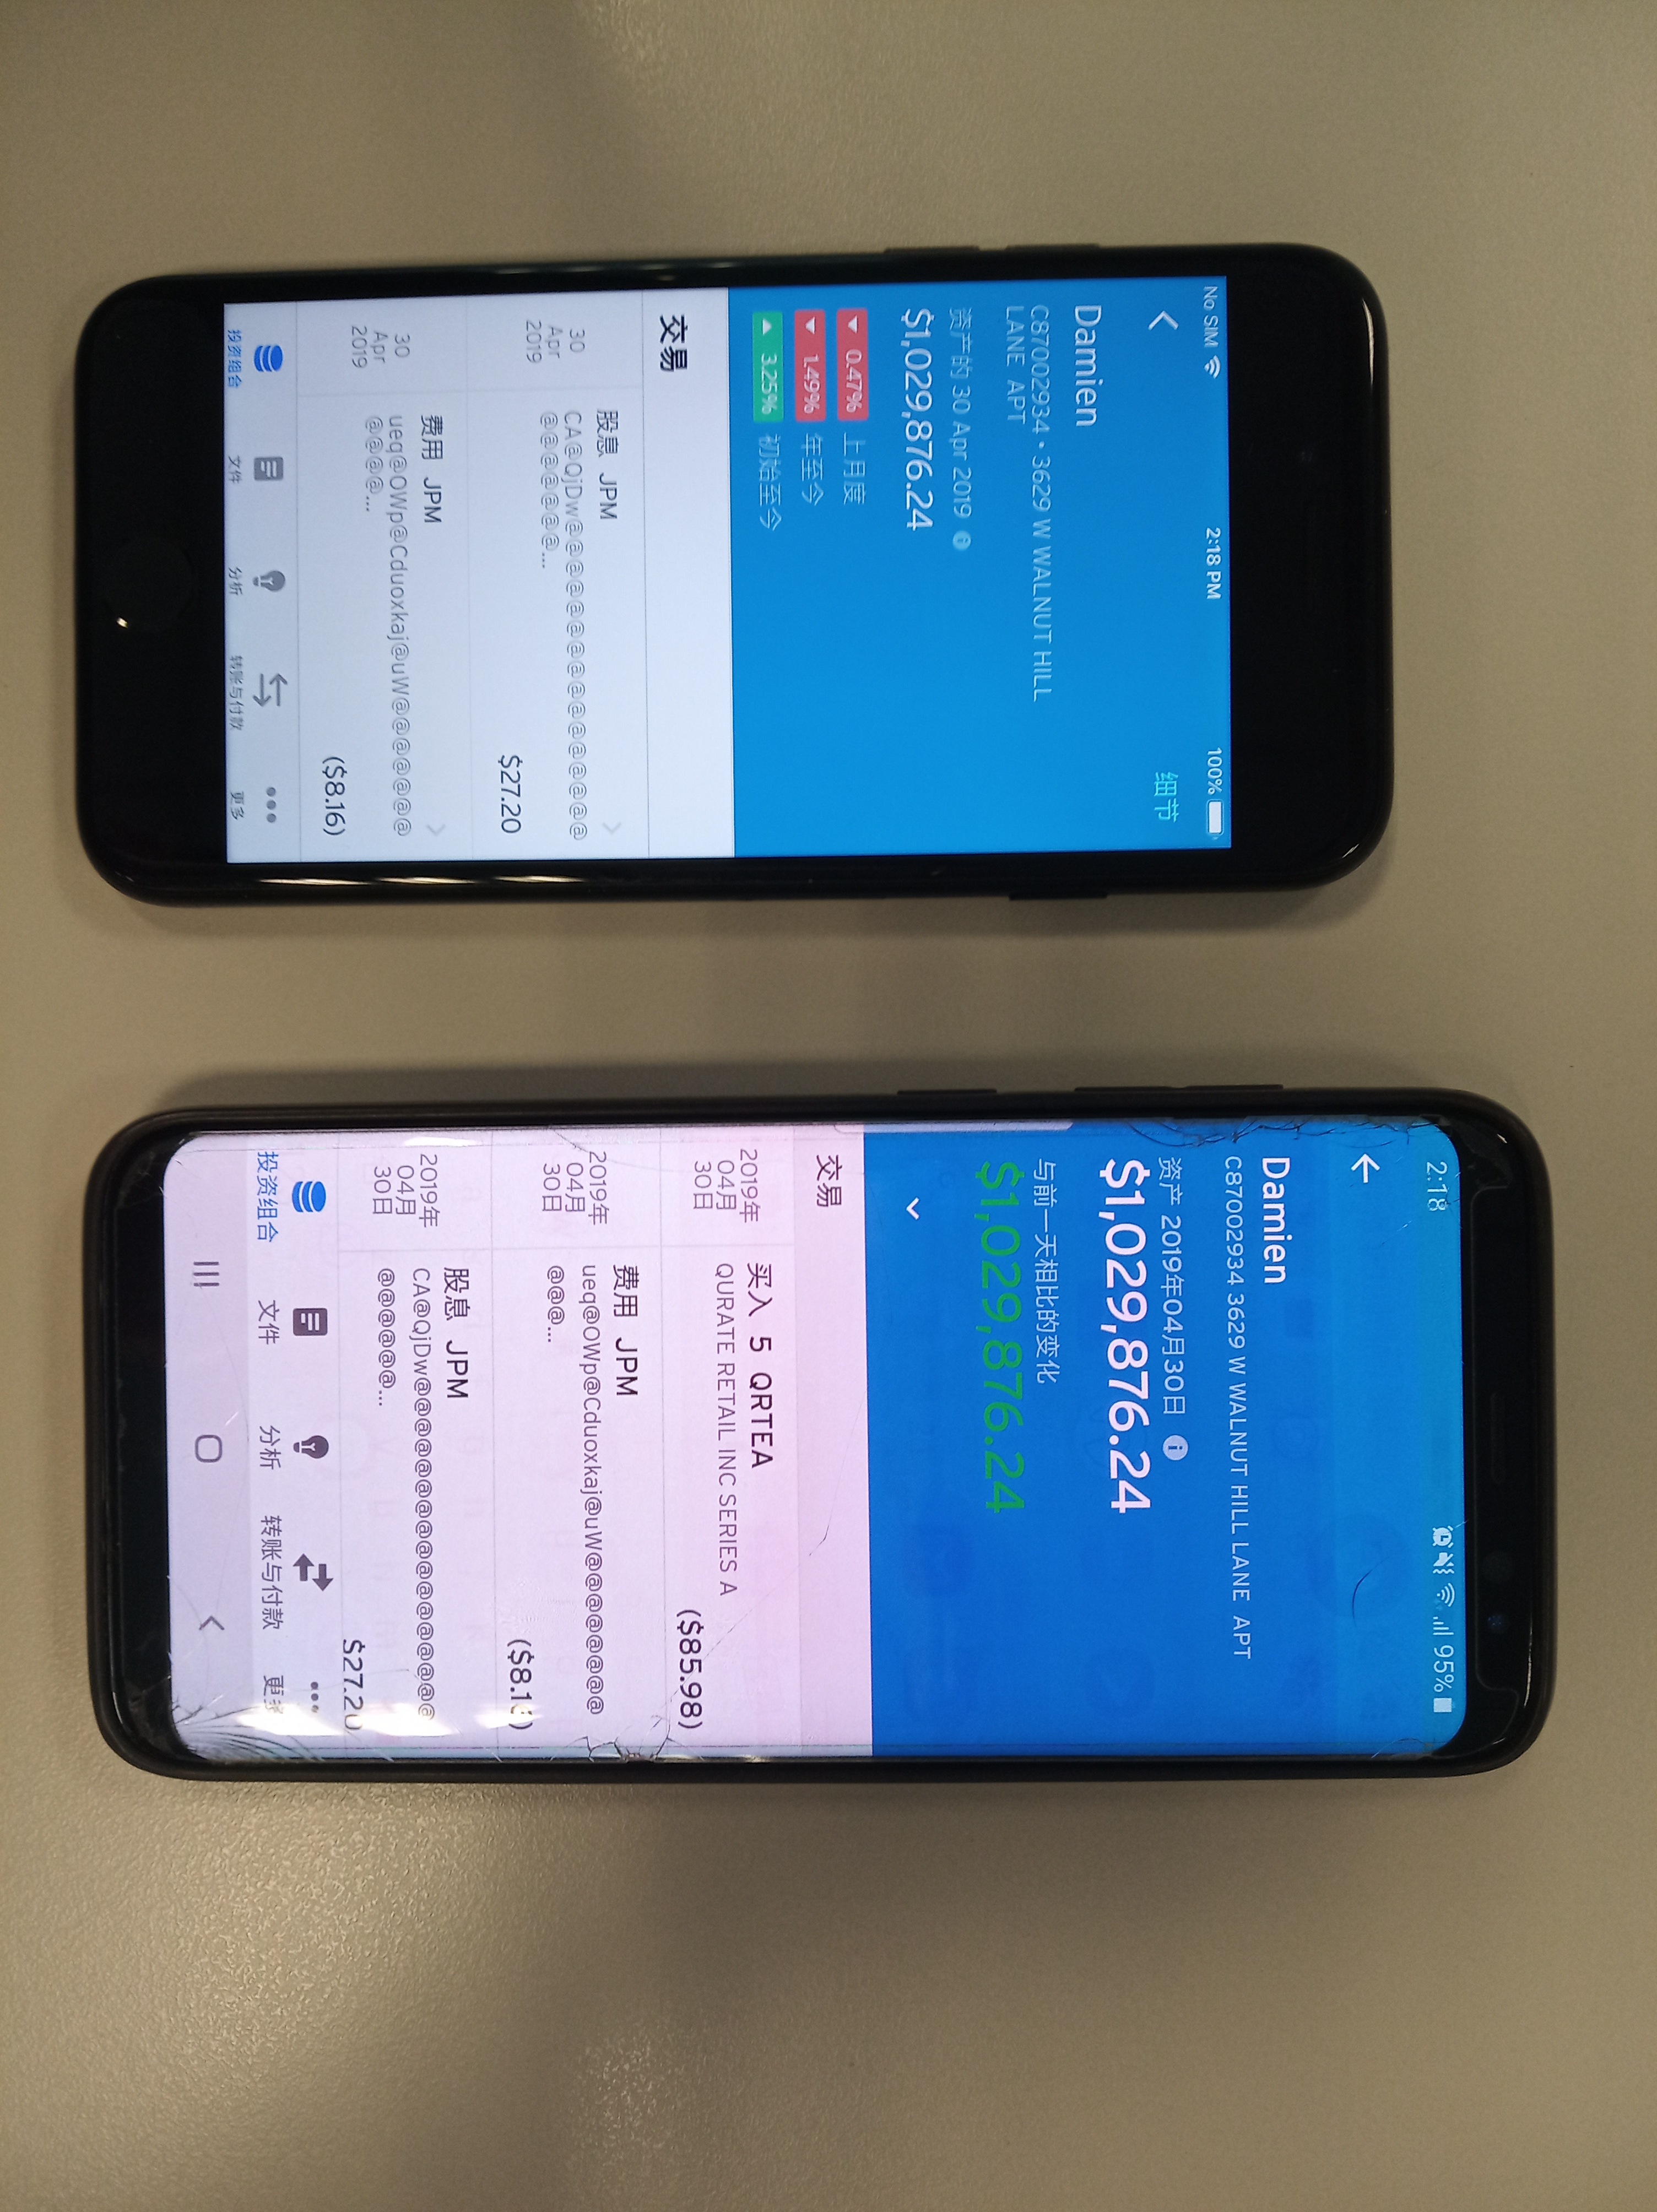 No SIM 2:18 PM 100%
细节
Damien
C87002934 • 3629 W WALNUT HILL
LANE APT
资产的 30 Apr 2019
$1,029,876.24
▼ 0.47% 上月度
▼ 1.49% 年至今
▲ 3.25% 初始至今
交易
30
Apr
2019
股息 JPM
CA@QjDw@@@@@@@@@@@@@@
@@@@@@@...
$27.20
30
Apr
2019
费用 JPM
ueq@OWp@Cduoxkaj@uW@@@@@@@
@@@@...
($8.16)
投资组合 文件 分析 转账与付款 更多
2:18 95%
Damien
C87002934 3629 W WALNUT HILL LANE APT
资产 2019年04月30日
$1,029,876.24
与前一天相比的变化
$1,029,876.24
交易
2019年
04月
30日
买入 5 QRTEA
QURATE RETAIL INC SERIES A
($85.98)
2019年
04月
30日
费用 JPM
ueq@OWp@Cduoxkaj@uW@@@@@@@@
@@@...
2019年
04月
30日
股息 JPM
CA@QjDw@@@@@@@@@@@@@@@@@
@@@@@@...
$27.20
投资组合 文件 分析 转账与付款